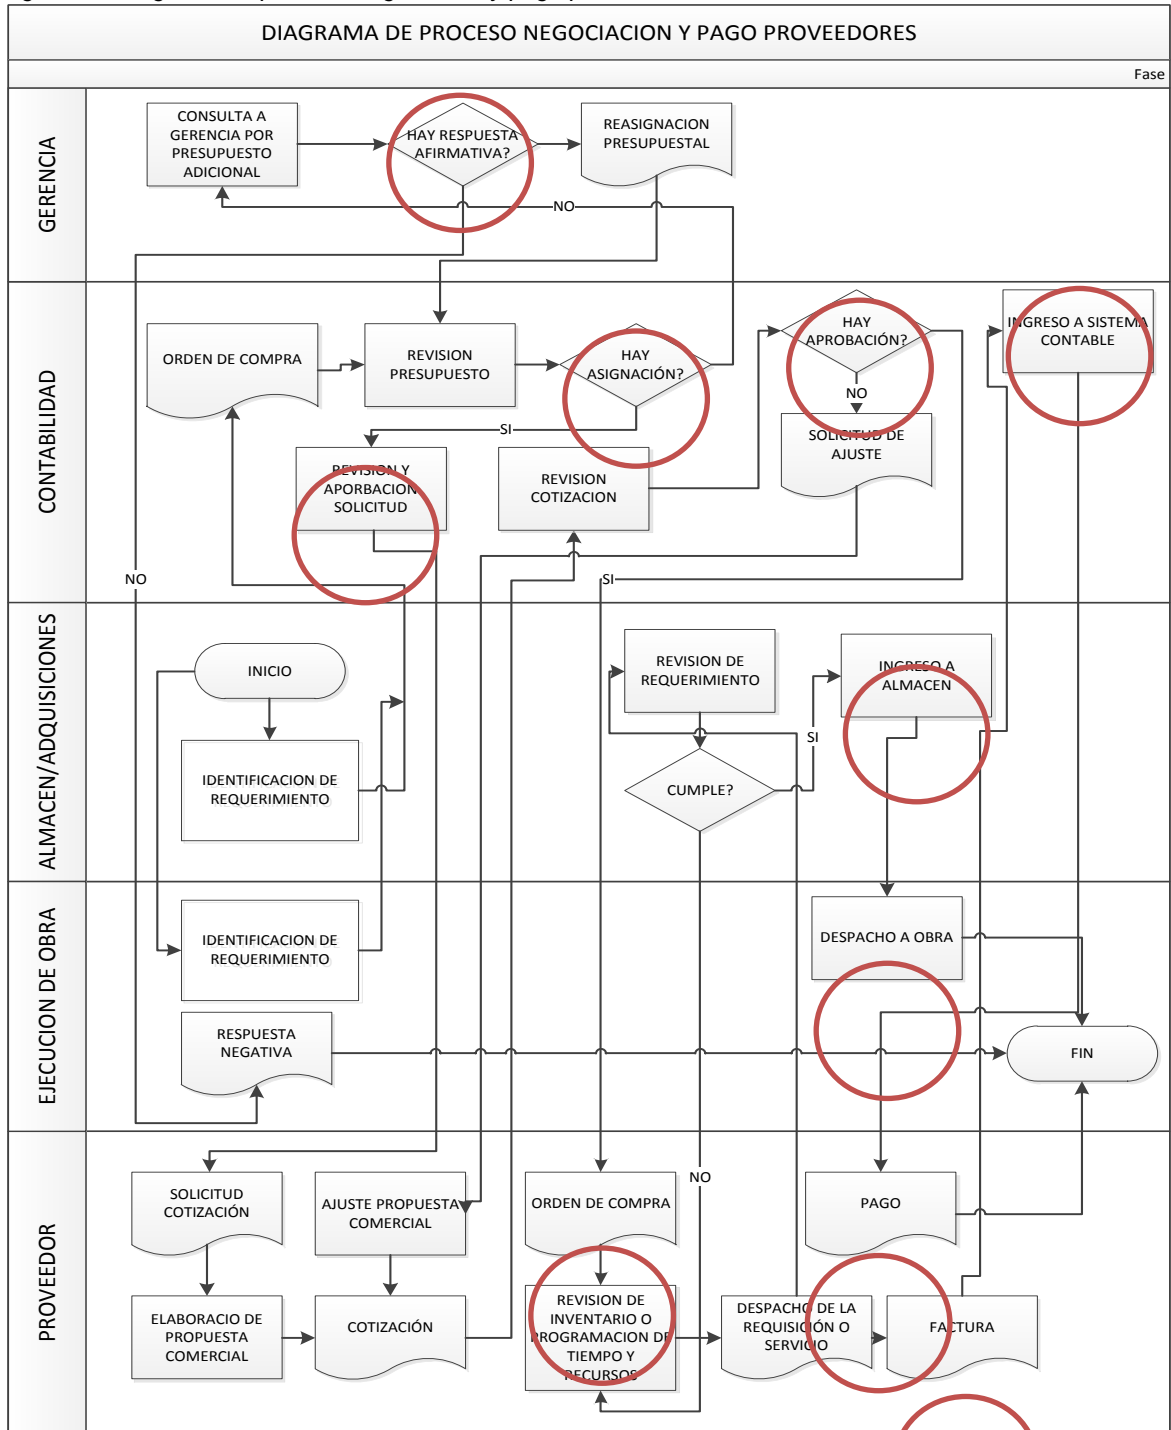 DIAGRAMA DE PROCESO NEGOCIACION Y PAGO PROVEEDORES
Fase
GERENCIA
CONSULTA A
GERENCIA POR
PRESUPUESTO
ADICIONAL
HAY RESPUESTA
AFIRMATIVA?
REASIGNACION
PRESUPUESTAL
NO
CONTABILIDAD
ORDEN DE COMPRA
REVISION
PRESUPUESTO
HAY
ASIGNACIÓN?
HAY
APROBACIÓN?
INGRESO A SISTEMA
CONTABLE
NO
SI
SOLICITUD DE
AJUSTE
REVISION Y
APORBACION
SOLICITUD
REVISION
COTIZACION
NO
SI
ALMACEN/ADQUISICIONES
INICIO
REVISION DE
REQUERIMIENTO
INGRESO A
ALMACEN
SI
IDENTIFICACION DE
REQUERIMIENTO
CUMPLE?
EJECUCION DE OBRA
IDENTIFICACION DE
REQUERIMIENTO
DESPACHO A OBRA
RESPUESTA
NEGATIVA
FIN
PROVEEDOR
NO
SOLICITUD
COTIZACIÓN
AJUSTE PROPUESTA
COMERCIAL
ORDEN DE COMPRA
PAGO
ELABORACIO DE
PROPUESTA
COMERCIAL
COTIZACIÓN
REVISION DE
INVENTARIO O
PROGRAMACION DE
TIEMPO Y
RECURSOS
DESPACHO DE LA
REQUISICIÓN O
SERVICIO
FACTURA